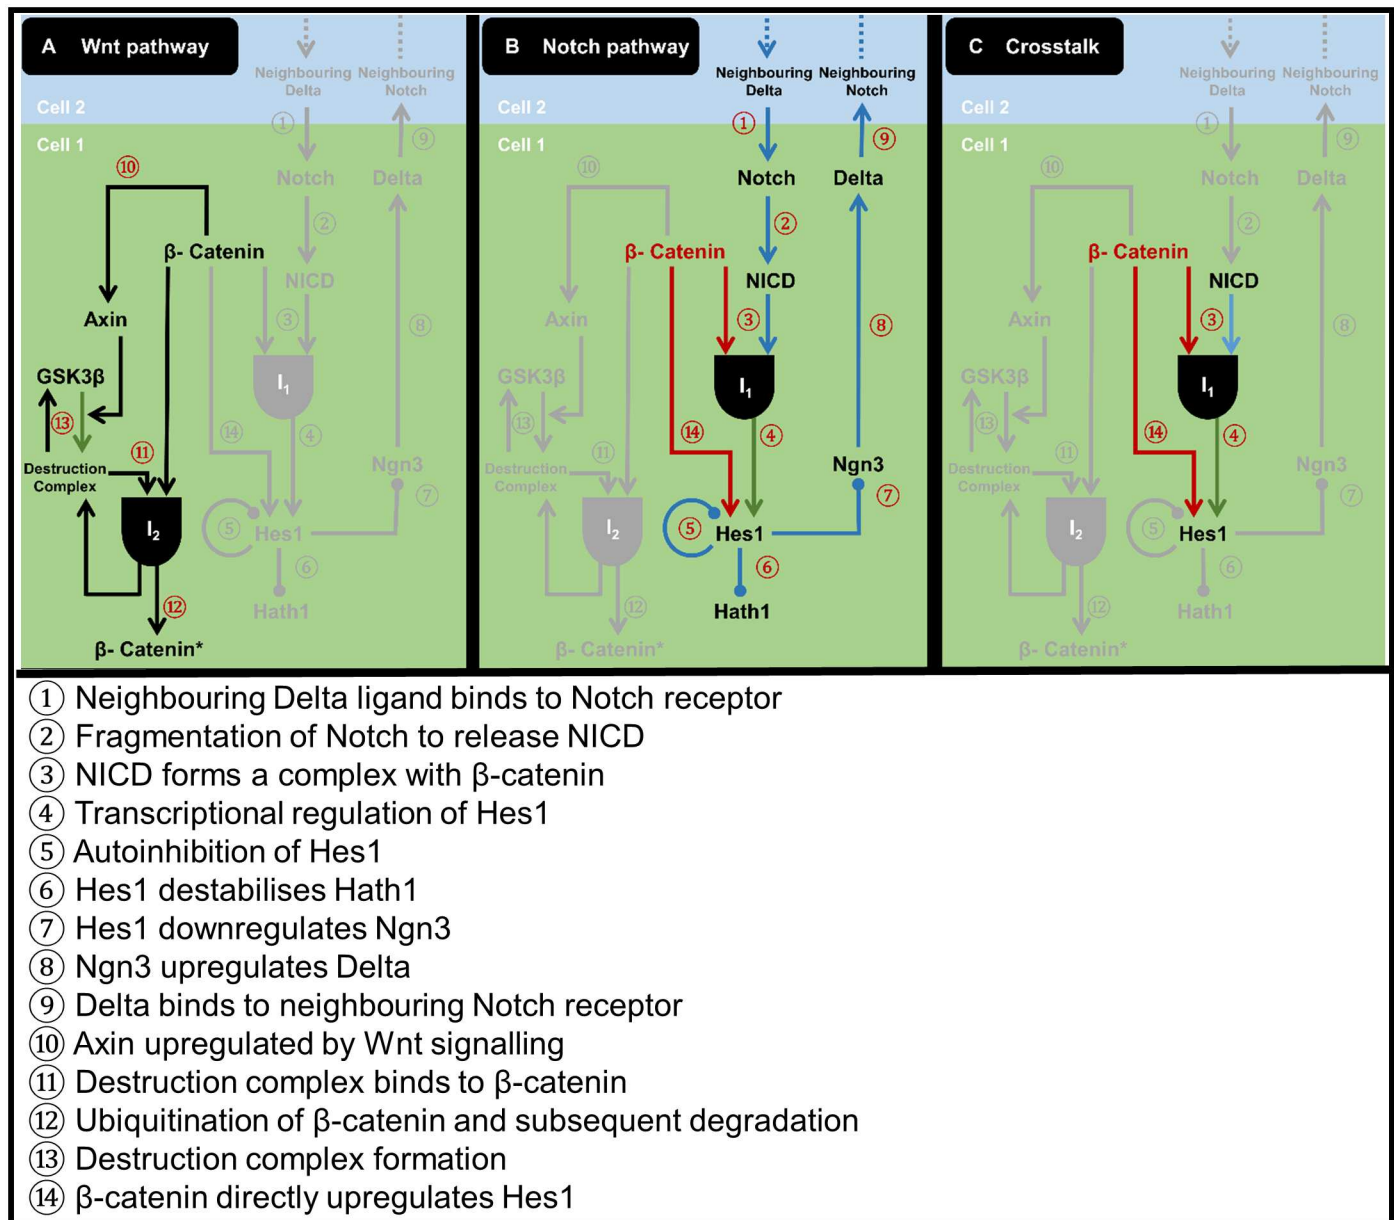 A Wnt pathway
Neighbouring Delta
Neighbouring Notch
Cell 2
Cell 1
①
⑨
⑩
Notch
Delta
②
β- Catenin
NICD
③
⑧
Axin
GSK3β
I₁
⑬
⑪
⑭
④
Destruction Complex
Ngn3
⑦
I₂
⑤
Hes1
⑥
⑫
Hath1
β- Catenin*
B Notch pathway
Neighbouring Delta
Neighbouring Notch
Cell 2
Cell 1
①
⑨
⑩
Notch
Delta
②
β- Catenin
NICD
③
⑧
Axin
GSK3β
I₁
⑬
⑪
⑭
④
Destruction Complex
Ngn3
⑦
I₂
⑤
Hes1
⑥
⑫
Hath1
β- Catenin*
C Crosstalk
Neighbouring Delta
Neighbouring Notch
Cell 2
Cell 1
①
⑨
⑩
Notch
Delta
②
β- Catenin
NICD
③
⑧
Axin
GSK3β
I₁
⑬
⑪
⑭
④
Destruction Complex
Ngn3
⑦
I₂
⑤
Hes1
⑥
⑫
Hath1
β- Catenin*
① Neighbouring Delta ligand binds to Notch receptor
② Fragmentation of Notch to release NICD
③ NICD forms a complex with β-catenin
④ Transcriptional regulation of Hes1
⑤ Autoinhibition of Hes1
⑥ Hes1 destabilises Hath1
⑦ Hes1 downregulates Ngn3
⑧ Ngn3 upregulates Delta
⑨ Delta binds to neighbouring Notch receptor
⑩ Axin upregulated by Wnt signalling
⑪ Destruction complex binds to β-catenin
⑫ Ubiquitination of β-catenin and subsequent degradation
⑬ Destruction complex formation
⑭ β-catenin directly upregulates Hes1